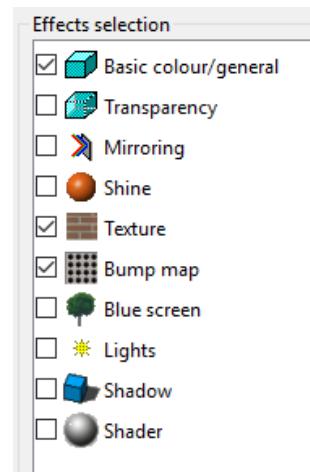 Effects selection
Basic colour/general
Transparency
Mirroring
Shine
Texture
Bump map
Blue screen
Lights
Shadow
Shader